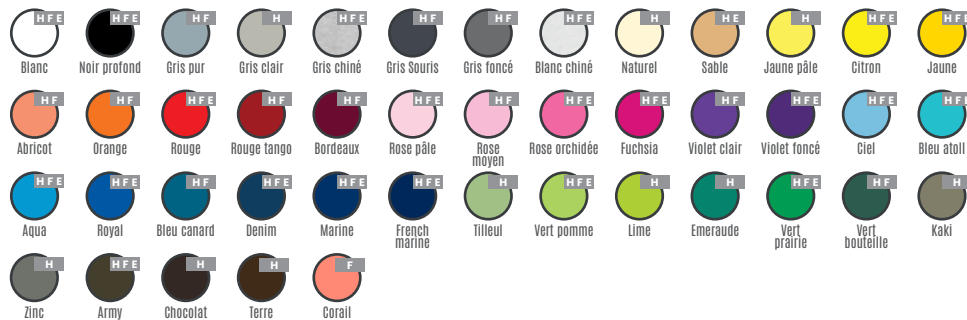 HFE HFE HF H HFE HF HF HFE H HE H HFE HFE
Blanc Noir profond Gris pur Gris clair Gris chiné Gris Souris Gris foncé Blanc chiné Naturel Sable Jaune pâle Citron Jaune
HF HF HFE HF HF HFE HF HFE HFE HF HFE HFE HFE
Abricot Orange Rouge Rouge tango Bordeaux Rose pâle Rose Rose orchidée Fuchsia Violet clair Violet foncé Ciel Bleu atoll
moyen
HFE HFE HF HFE HFE HFE H HFE H H HFE HF H
Aqua Royal Bleu canard Denim Marine French Tilleul Vert pomme Lime Emeraude Vert Vert Kaki
marine prairie bouteille
H HFE H H F
Zinc Army Chocolat Terre Corail